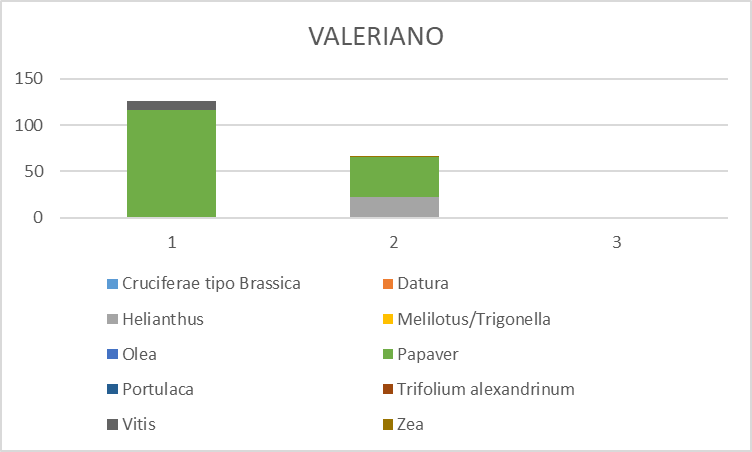 VALERIANO
150
100
50
0
1 2 3
Cruciferae tipo Brassica Datura
Helianthus Melilotus/Trigonella
Olea Papaver
Portulaca Trifolium alexandrinum
Vitis Zea